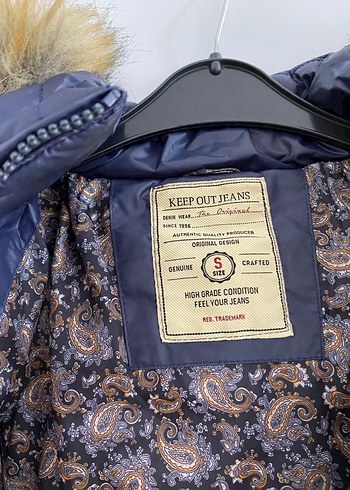 KEEP OUT JEANS
DENIM WEAR The Original
SINCE 1998
AUTHENTIC QUALITY PRODUCER
ORIGINAL DESIGN
GENUINE S SIZE CRAFTED
HIGH GRADE CONDITION
FEEL YOUR JEANS
REG. TRADEMARK